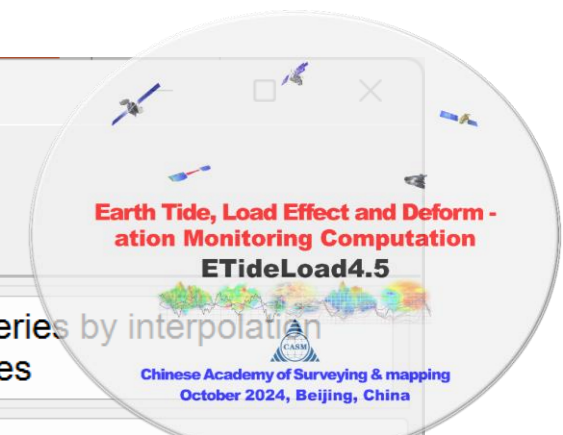 Earth Tide, Load Effect and Deform -
ation Monitoring Computation
ETideLoad4.5
eries by interpolation
es
CASM
Chinese Academy of Surveying & mapping
October 2024, Beijing, China